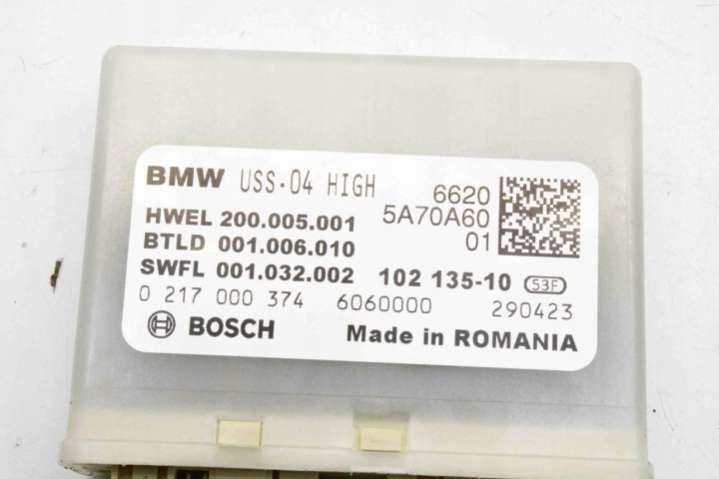 BMW USS.04 HIGH
6620
5A70A60
01
HWEL 200.005.001
BTLD 001.006.010
SWFL 001.032.002 102 135-10 53F
0 217 000 374 6060000 290423
BOSCH Made in ROMANIA